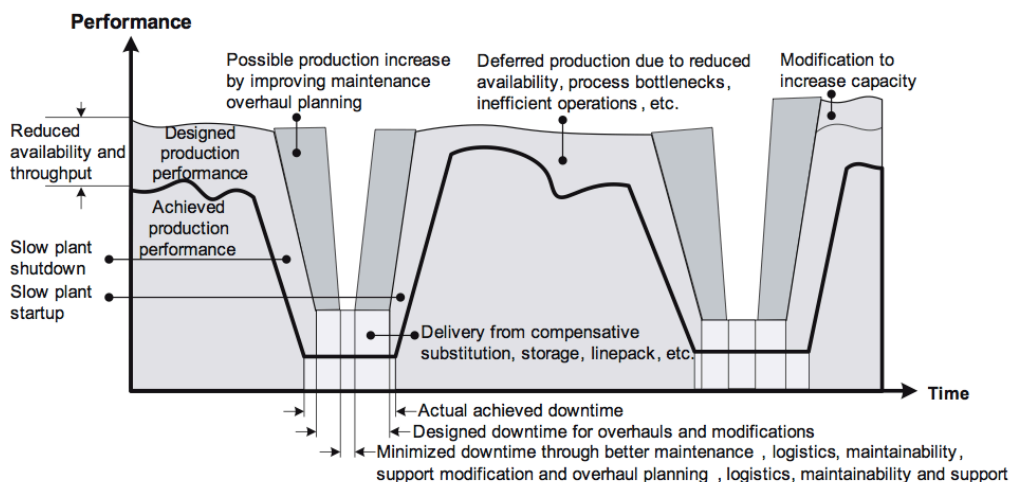 Performance
Possible production increase
by improving maintenance
overhaul planning
Deferred production due to reduced
availability, process bottlenecks,
inefficient operations , etc.
Modification to
increase capacity
Reduced
availability and
throughput
Designed
production
performance
Achieved
production
performance
Slow plant
shutdown
Slow plant
startup
Delivery from compensative
substitution, storage, linepack, etc.
Time
Actual achieved downtime
Designed downtime for overhauls and modifications
Minimized downtime through better maintenance , logistics, maintainability,
support modification and overhaul planning , logistics, maintainability and support